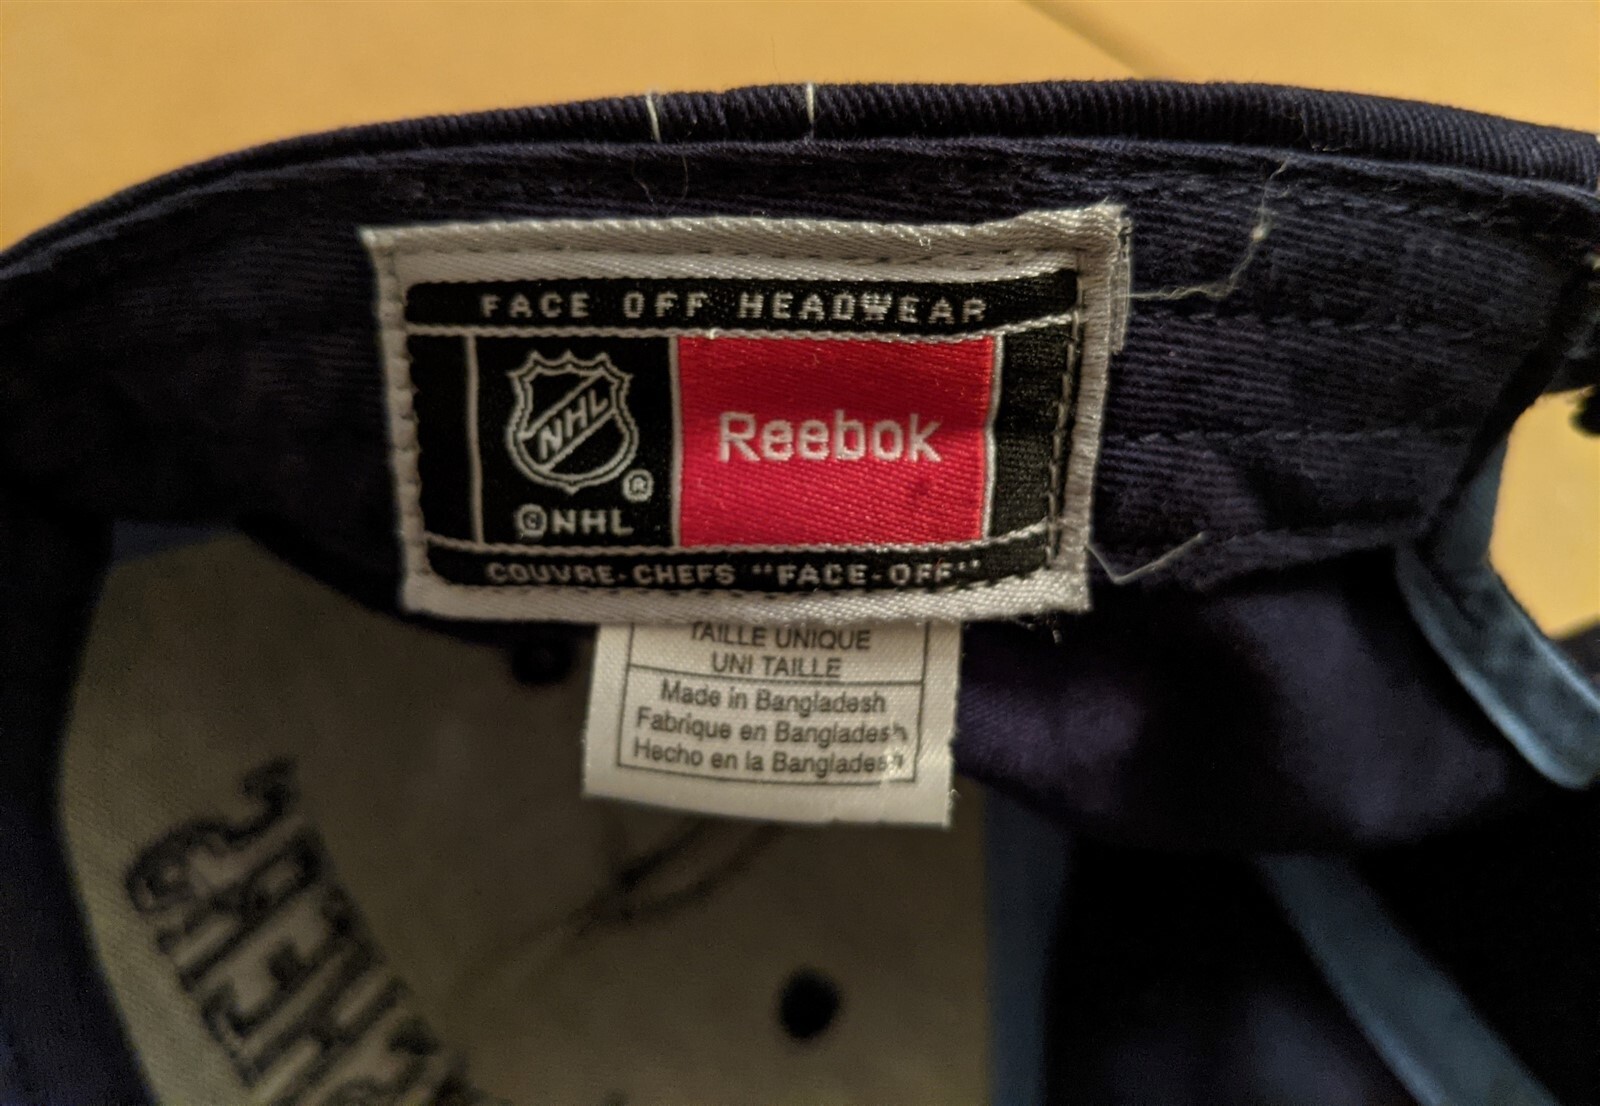 FACE OFF HEADWEAR
NHL
®
©NHL
Reebok
COUVRE-CHEFS "FACE-OFF"
TAILLE UNIQUE
UNI TAILLE
Made in Bangladesh
Fabrique en Bangladesh
Hecho en la Bangladesh